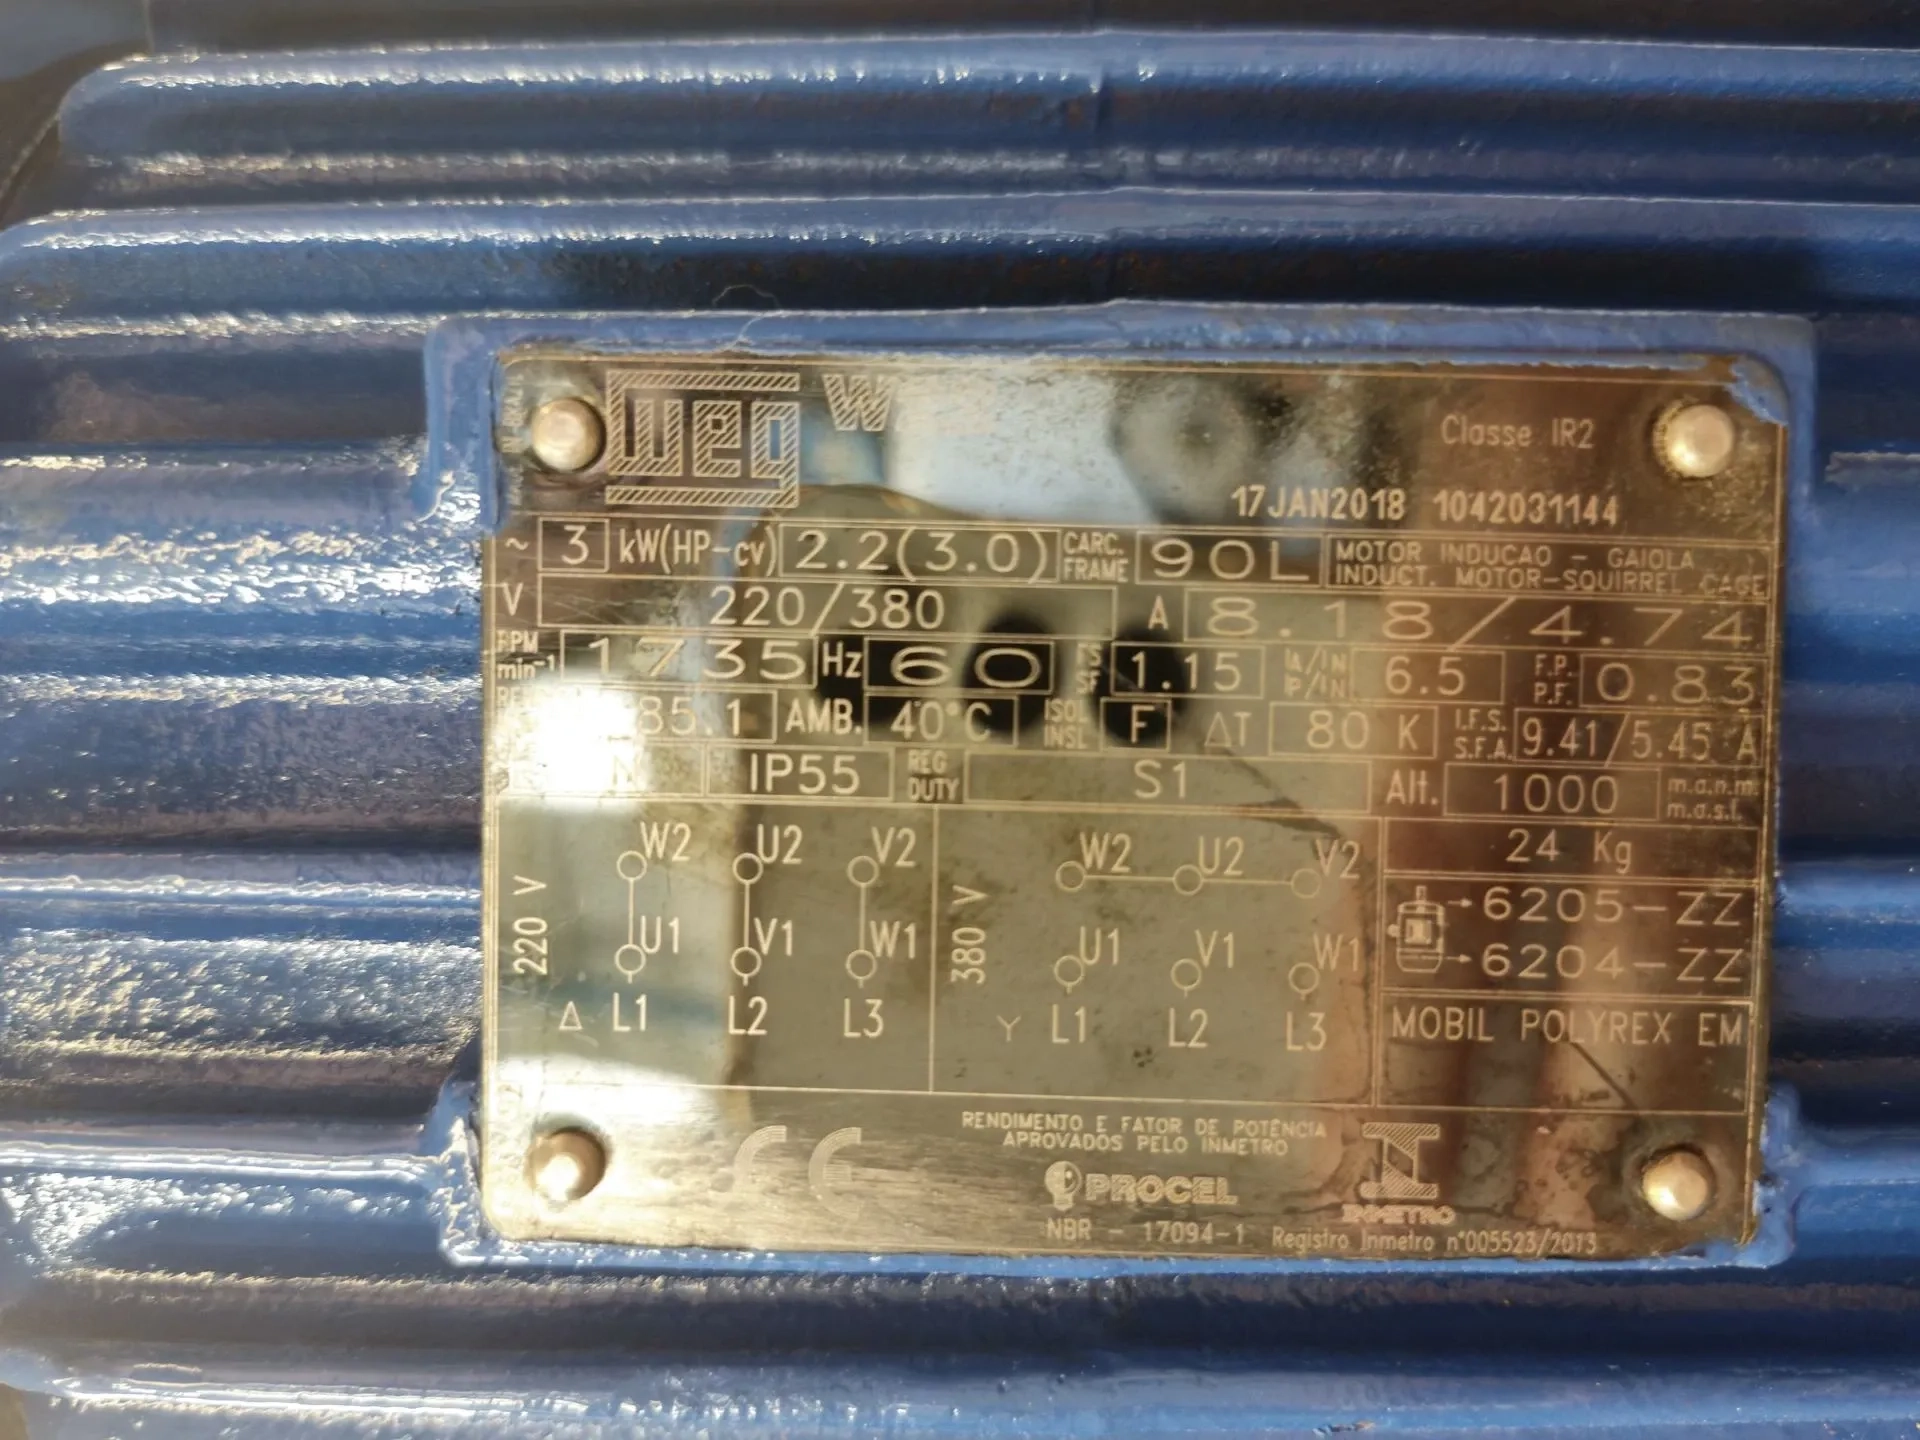 weg W
Classe IR2
17JAN2018 1042031144
~ 3 kW(HP-cv) 2.2(3.0) CARC. FRAME 90L MOTOR INDUCAO - GAIOLA
INDUCT. MOTOR-SQUIRREL CAGE
V 220/380 A 8.18/4.74
RPM min-1 1735 Hz 60 FS SF 1.15 IA/IN IP/IN 6.5 F.P. P.F. 0.83
85.1 AMB. 40°C ISOL INSL F ΔT 80 K I.F.S. S.F.A. 9.41/5.45 A
N IP55 REG DUTY S1 Alt. 1000 m.a.n.m. m.a.s.l.
24 Kg
W2 U2 V2
U1 V1 W1
220 V
Δ L1 L2 L3
W2 U2 V2
U1 V1 W1
380 V
Y L1 L2 L3
6205-ZZ
6204-ZZ
MOBIL POLYREX EM
CE
RENDIMENTO E FATOR DE POTÊNCIA
APROVADOS PELO INMETRO
PROCEL
INMETRO
NBR - 17094-1 Registro Inmetro n°005523/2013